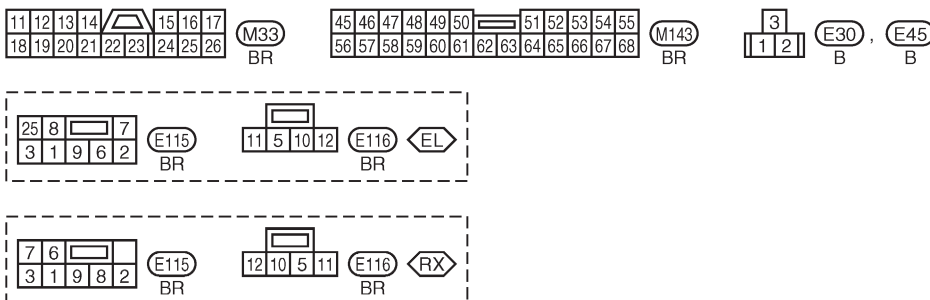 11 12 13 14 15 16 17
18 19 20 21 22 23 24 25 26
M33
BR
45 46 47 48 49 50 51 52 53 54 55
56 57 58 59 60 61 62 63 64 65 66 67 68
M143
BR
3
1 2
E30 , E45
B B
25 8 7
3 1 9 6 2
E115
BR
11 5 10 12
E116
BR
EL
7 6
3 1 9 8 2
E115
BR
12 10 5 11
E116
BR
RX